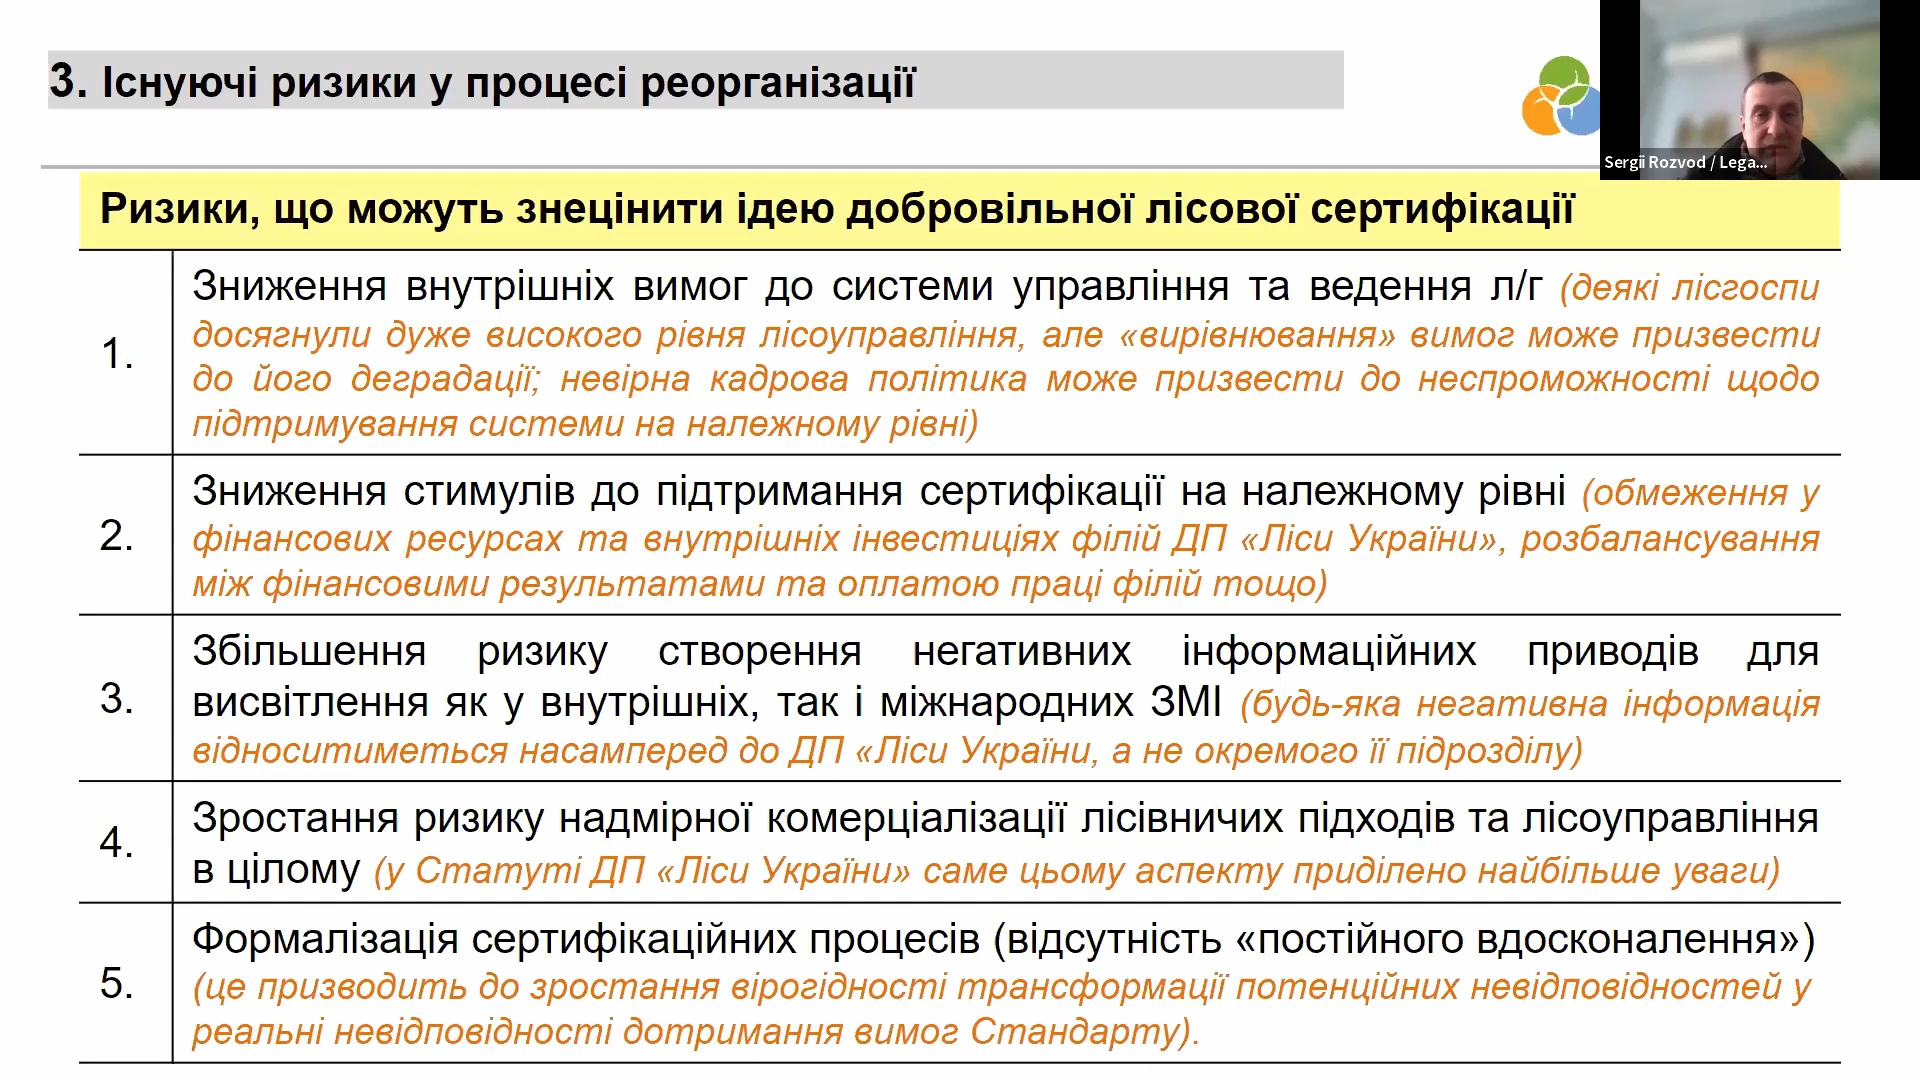 3. Існуючі ризики у процесі реорганізації
Sergii Rozvod / Lega...
Ризики, що можуть знецінити ідею добровільної лісової сертифікації
1.
Зниження внутрішніх вимог до системи управління та ведення л/г (деякі лісгоспи
досягнули дуже високого рівня лісоуправління, але «вирівнювання» вимог може призвести
до його деградації; невірна кадрова політика може призвести до неспроможності щодо
підтримування системи на належному рівні)
2.
Зниження стимулів до підтримання сертифікації на належному рівні (обмеження у
фінансових ресурсах та внутрішніх інвестиціях філій ДП «Ліси України», розбалансування
між фінансовими результатами та оплатою праці філій тощо)
3.
Збільшення ризику створення негативних інформаційних приводів для
висвітлення як у внутрішніх, так і міжнародних ЗМІ (будь-яка негативна інформація
відноситиметься насамперед до ДП «Ліси України, а не окремого її підрозділу)
4.
Зростання ризику надмірної комерціалізації лісівничих підходів та лісоуправління
в цілому (у Статуті ДП «Ліси України» саме цьому аспекту приділено найбільше уваги)
5.
Формалізація сертифікаційних процесів (відсутність «постійного вдосконалення»)
(це призводить до зростання вірогідності трансформації потенційних невідповідностей у
реальні невідповідності дотримання вимог Стандарту).